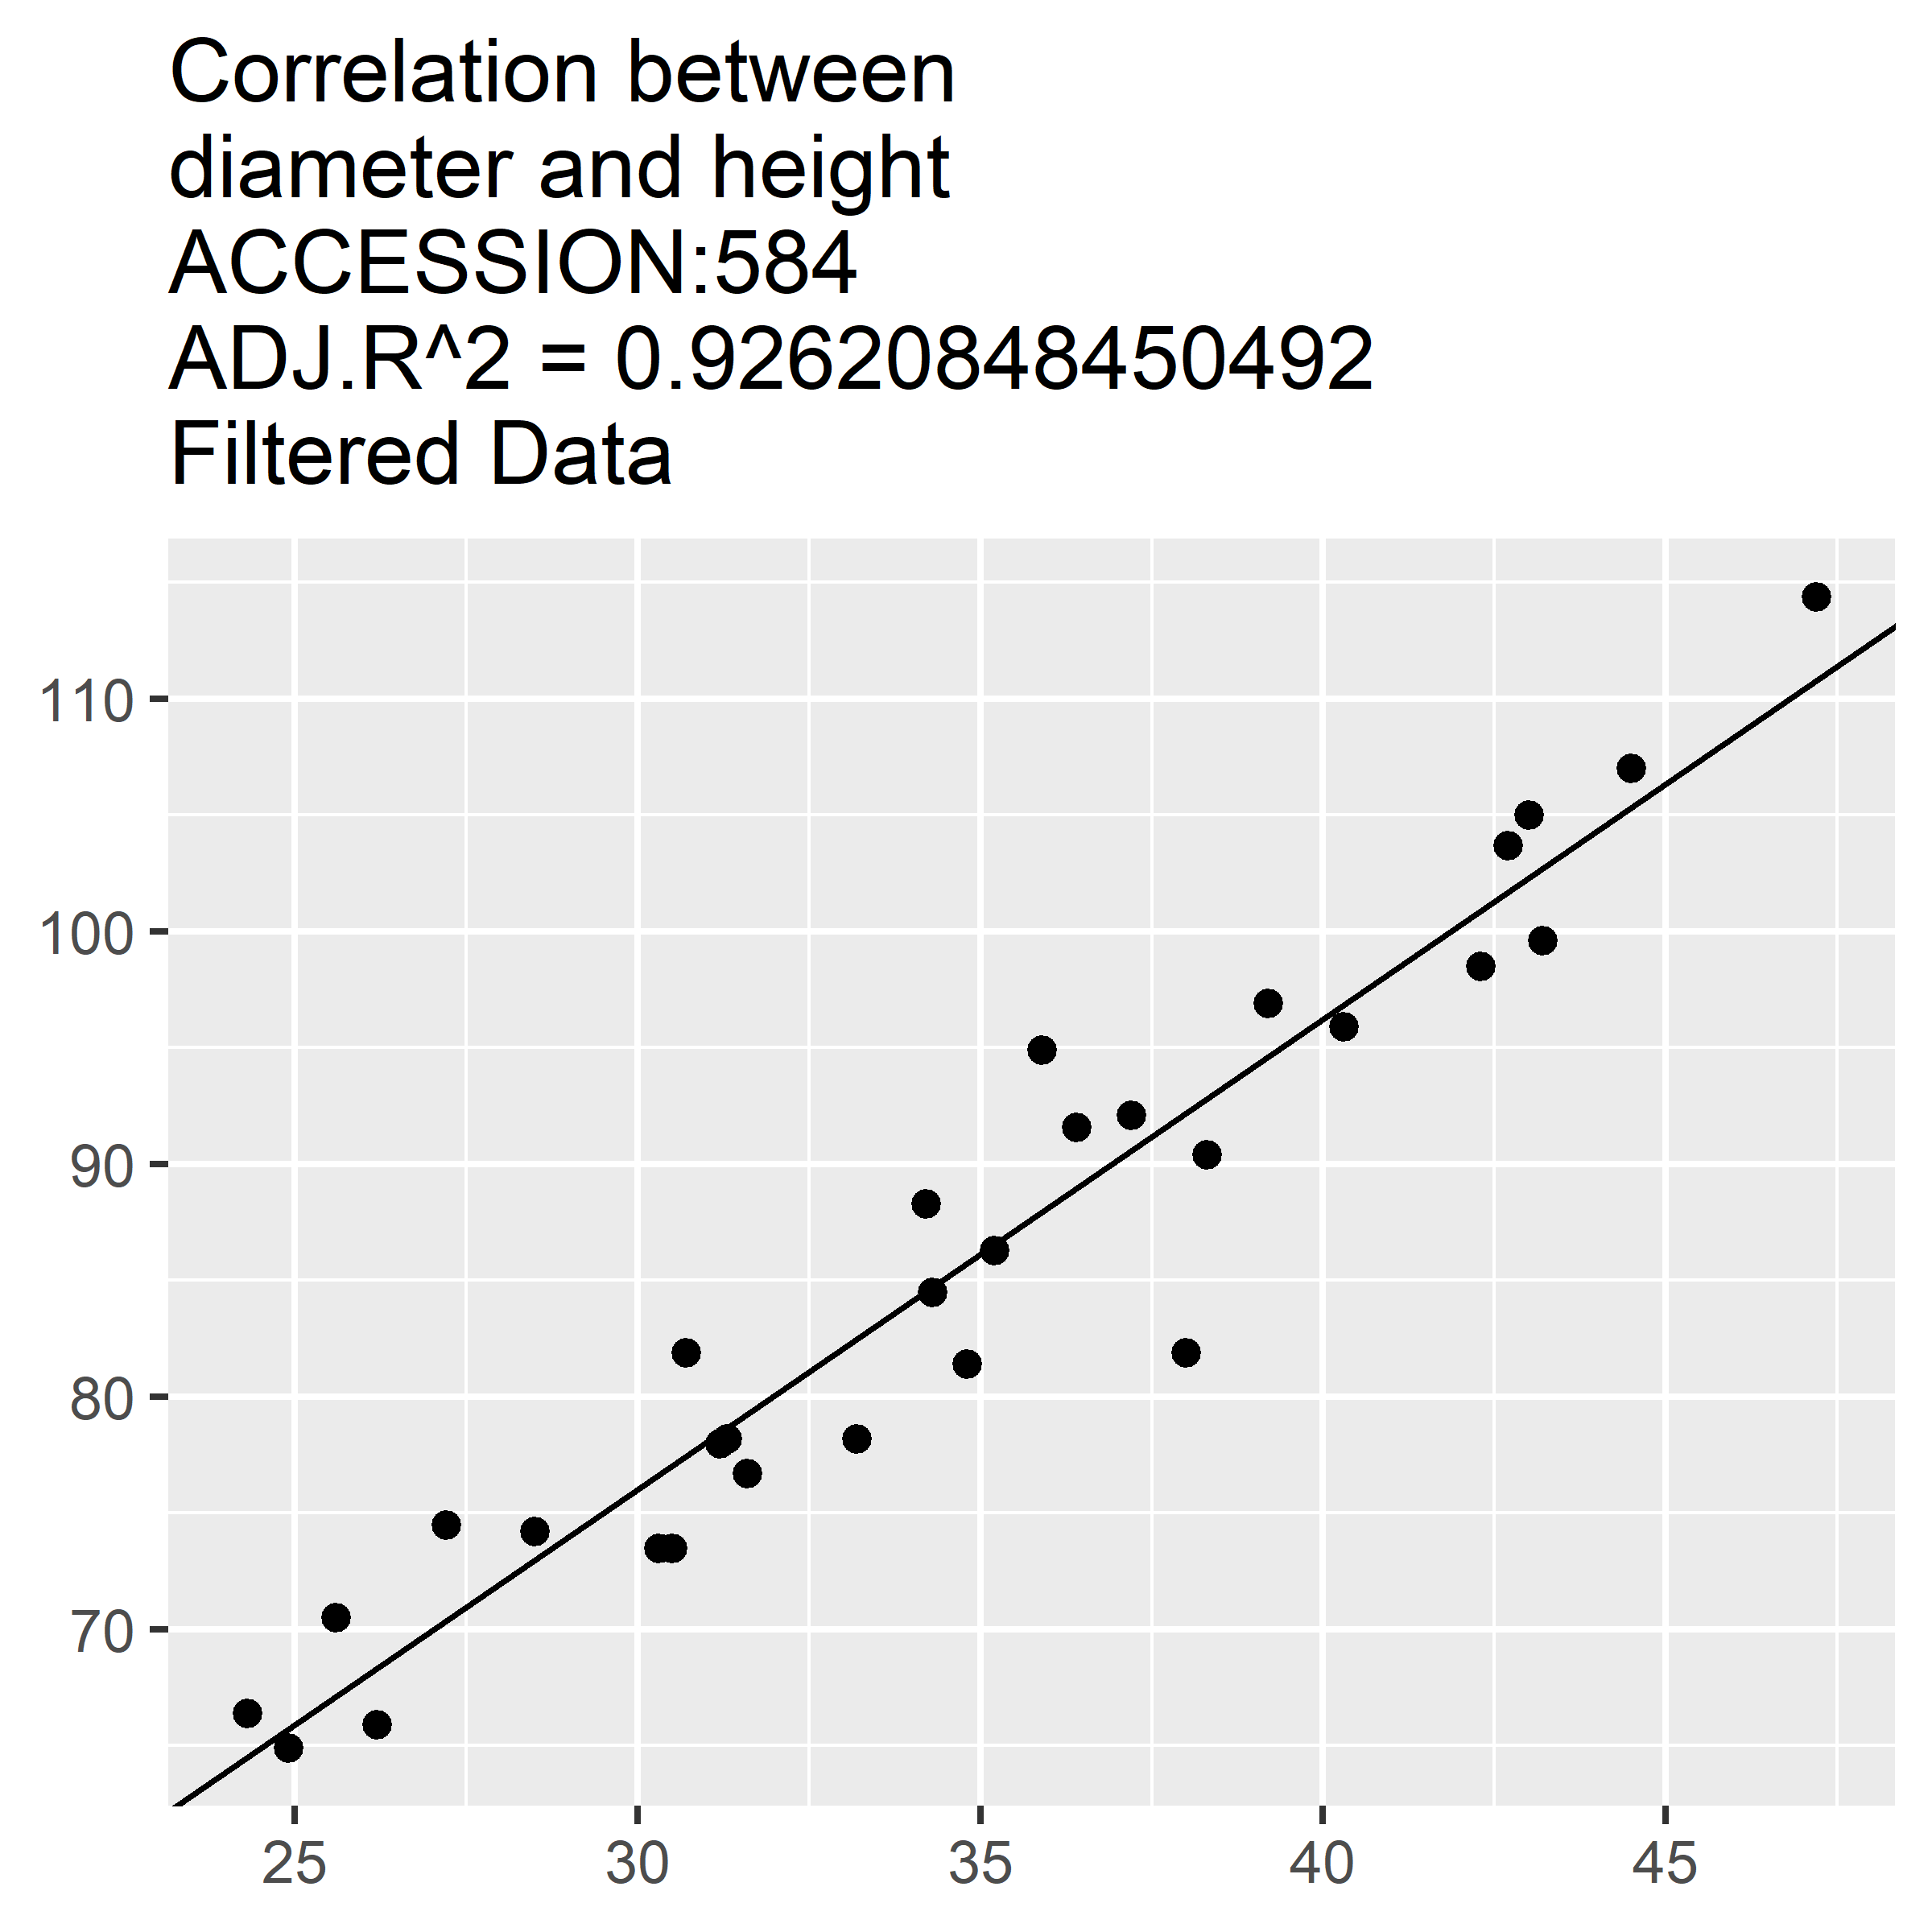 Correlation between
diameter and height
ACCESSION:584
ADJ.R^2 = 0.92620848450492
Filtered Data
110
100
90
80
70
25 30 35 40 45